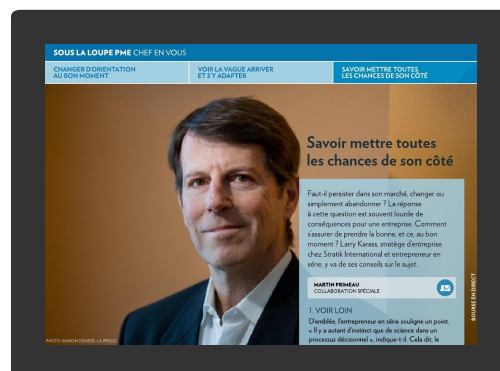 SOUS LA LOUPE PME CHEF EN VOUS
CHANGER D'ORIENTATION
AU BON MOMENT
VOIR LA VAGUE ARRIVER
ET S'Y ADAPTER
SAVOIR METTRE TOUTES
LES CHANCES DE SON CÔTÉ
Savoir mettre toutes
les chances de son côté
Faut-il persister dans son marché, changer ou
simplement abandonner ? La réponse
à cette question est souvent lourde de
conséquences pour une entreprise. Comment
s'assurer de prendre la bonne, et ce, au bon
moment ? Larry Karass, stratège d'entreprise
chez Stratik International et entrepreneur en
série, y va de ses conseils sur le sujet.
MARTIN PRIMEAU
COLLABORATION SPÉCIALE
BOURSE EN DIRECT
1. VOIR LOIN
D'emblée, l'entrepreneur en série souligne un point.
« Il y a autant d'instinct que de science dans un
processus décisionnel », indique-t-il. Cela dit, le
PHOTO IVANOH DEMERS, LA PRESSE